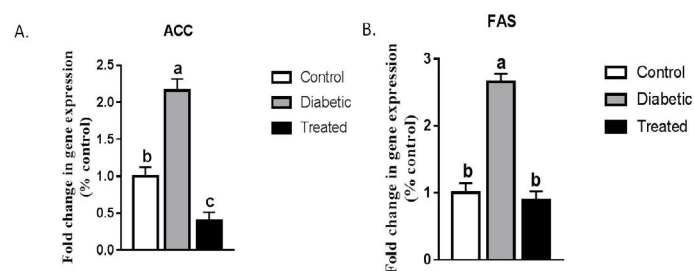 A.
ACC
Fold change in gene expression
(% control)
2.5
2.0
1.5
1.0
0.5
0.0
b
a
c
Control
Diabetic
Treated
B.
FAS
Fold change in gene expression
(% control)
3
2
1
0
b
a
b
Control
Diabetic
Treated